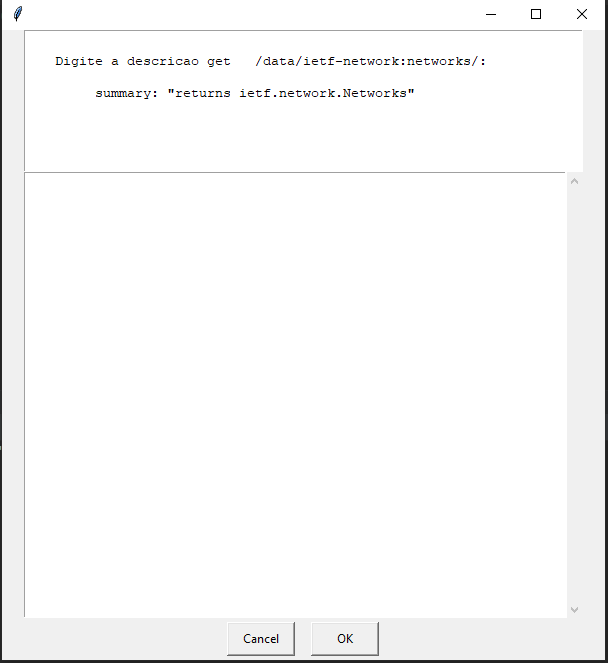 Digite a descricao get   /data/ietf-network:networks/:
summary: "returns ietf.network.Networks"
Cancel
OK